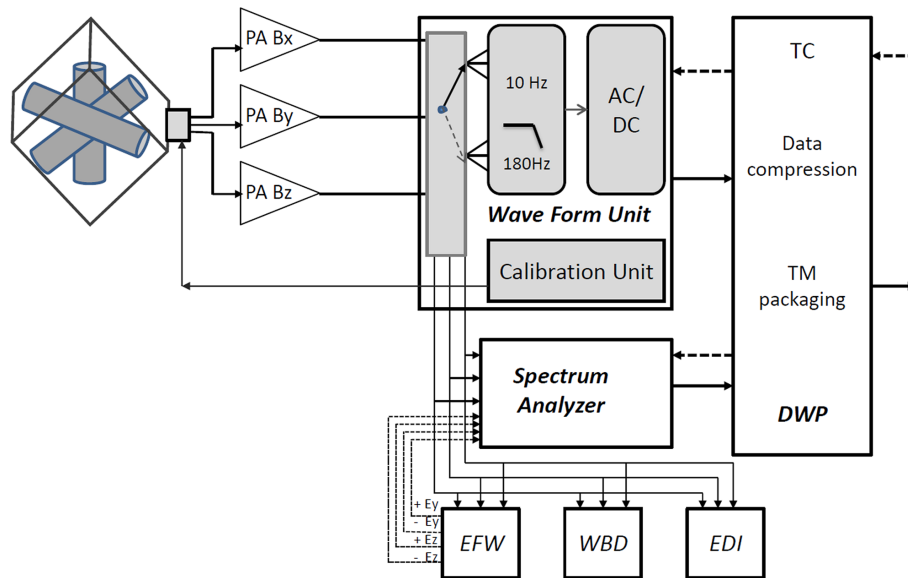 PA Bx
PA By
PA Bz
10 Hz
180Hz
AC/
DC
Wave Form Unit
Calibration Unit
TC
Data
compression
TM
packaging
DWP
Spectrum
Analyzer
+ Ey
- Ey
+ Ez
- Ez
EFW
WBD
EDI